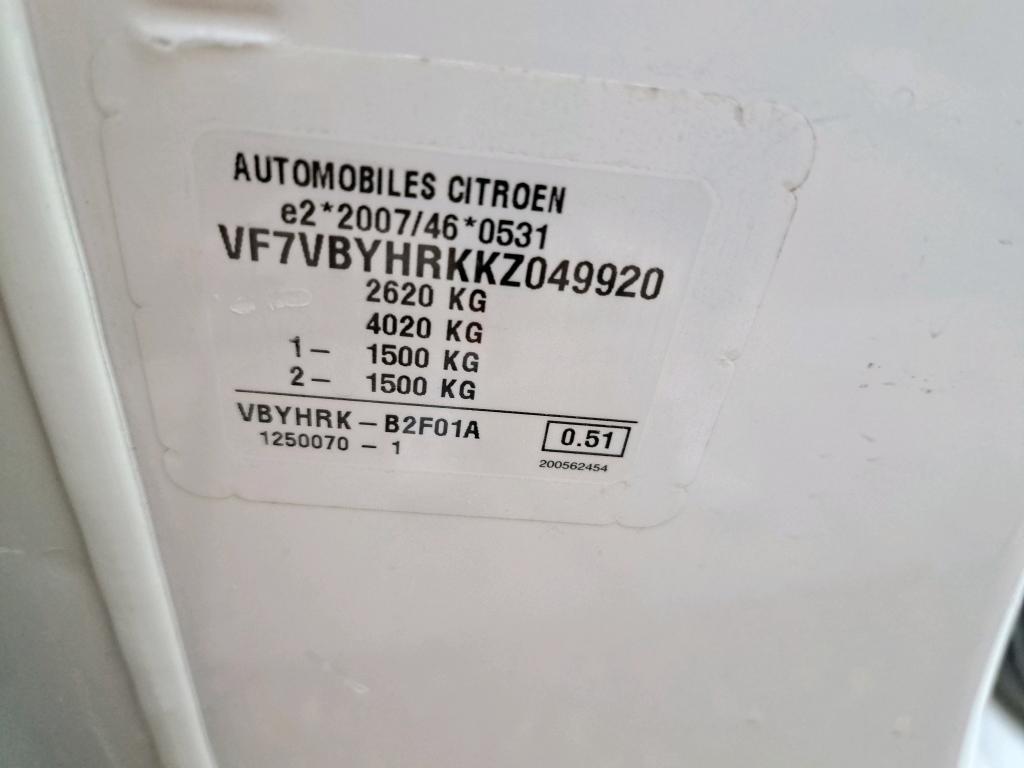 AUTOMOBILES CITROEN
e2*2007/46*0531
VF7VBYHRKKZ049920
2620 KG
4020 KG
1- 1500 KG
2- 1500 KG
VBYHRK-B2F01A
0.51
1250070 - 1
200562454